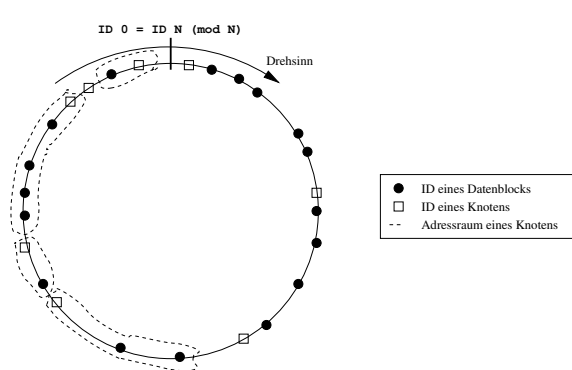 ID 0 = ID N (mod N)
Drehsinn
ID eines Datenblocks
ID eines Knotens
Adressraum eines Knotens